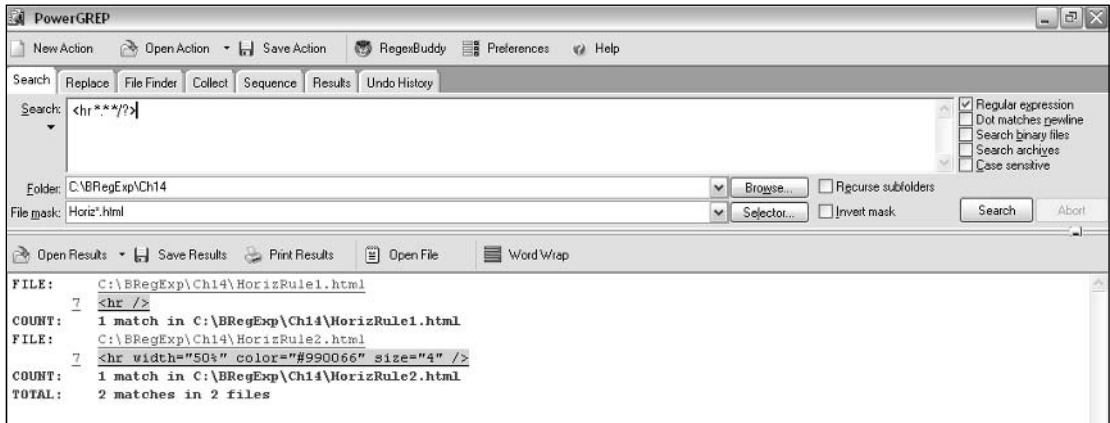 PowerGREP
New Action Open Action Save Action RegexBuddy Preferences Help
Search Replace File Finder Collect Sequence Results Undo History
Search: <hr *.* */?>
Regular expression
Dot matches newline
Search binary files
Search archives
Case sensitive
Folder: C:\BRegExp\Ch14 Browse... Recurse subfolders
File mask: Horiz*.html Selector... Invert mask Search Abort
Open Results Save Results Print Results Open File Word Wrap
FILE: C:\BRegExp\Ch14\HorizRule1.html
7 <hr />
COUNT: 1 match in C:\BRegExp\Ch14\HorizRule1.html
FILE: C:\BRegExp\Ch14\HorizRule2.html
7 <hr width="50%" color="#990066" size="4" />
COUNT: 1 match in C:\BRegExp\Ch14\HorizRule2.html
TOTAL: 2 matches in 2 files